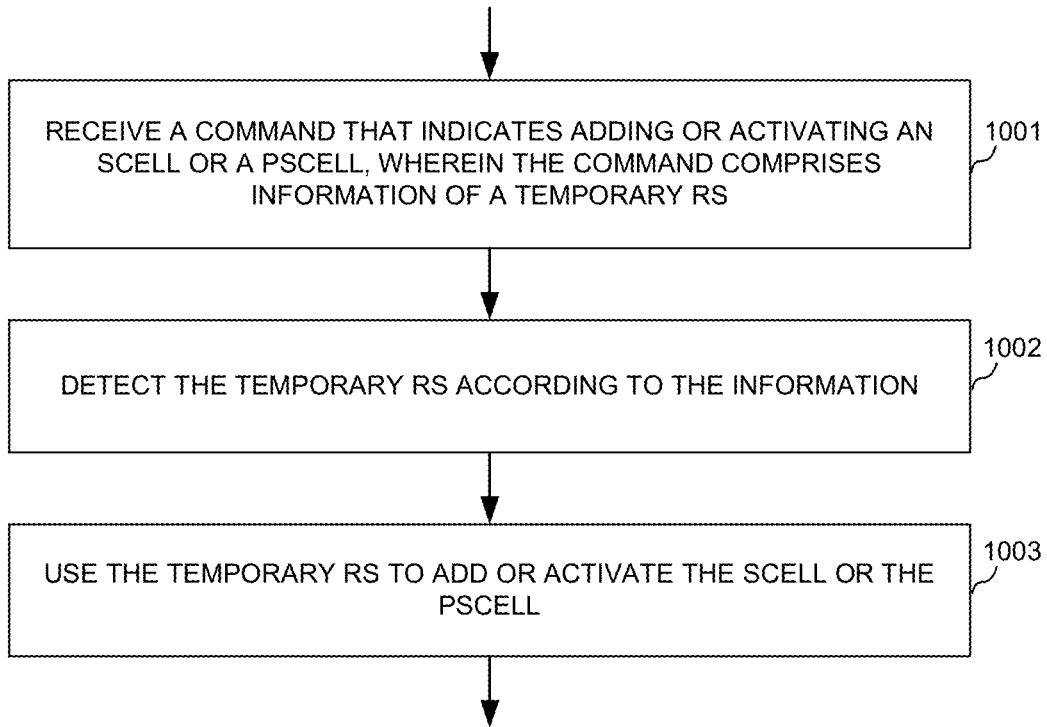 RECEIVE A COMMAND THAT INDICATES ADDING OR ACTIVATING AN
SCELL OR A PSCELL, WHEREIN THE COMMAND COMPRISES
INFORMATION OF A TEMPORARY RS
1001
DETECT THE TEMPORARY RS ACCORDING TO THE INFORMATION
1002
USE THE TEMPORARY RS TO ADD OR ACTIVATE THE SCELL OR THE
PSCELL
1003